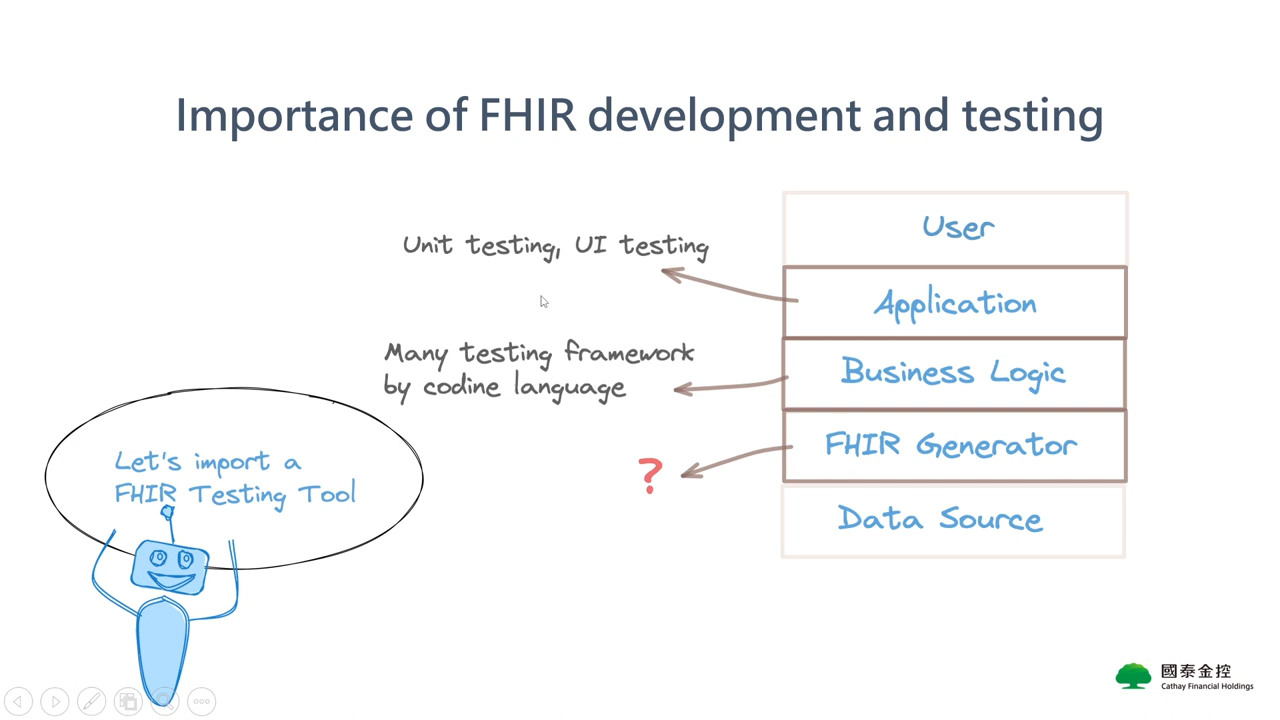 Importance of FHIR development and testing
User
Unit testing, UI testing
Application
Many testing framework
by codine language
Business Logic
FHIR Generator
?
Data Source
Let's import a
FHIR Testing Tool
國泰金控
Cathay Financial Holdings